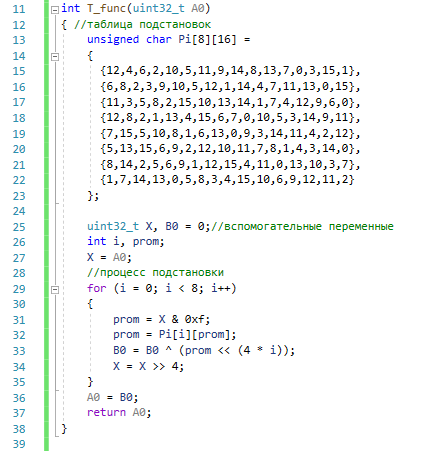 11 int T_func(uint32_t A0)
12 { //таблица подстановок
13 unsigned char Pi[8][16] =
14 {
15 {12,4,6,2,10,5,11,9,14,8,13,7,0,3,15,1},
16 {6,8,2,3,9,10,5,12,1,14,4,7,11,13,0,15},
17 {11,3,5,8,2,15,10,13,14,1,7,4,12,9,6,0},
18 {12,8,2,1,13,4,15,6,7,0,10,5,3,14,9,11},
19 {7,15,5,10,8,1,6,13,0,9,3,14,11,4,2,12},
20 {5,13,15,6,9,2,12,10,11,7,8,1,4,3,14,0},
21 {8,14,2,5,6,9,1,12,15,4,11,0,13,10,3,7},
22 {1,7,14,13,0,5,8,3,4,15,10,6,9,12,11,2}
23 };
24
25 uint32_t X, B0 = 0;//вспомогательные переменные
26 int i, prom;
27 X = A0;
28 //процесс подстановки
29 for (i = 0; i < 8; i++)
30 {
31 prom = X & 0xf;
32 prom = Pi[i][prom];
33 B0 = B0 ^ (prom << (4 * i));
34 X = X >> 4;
35 }
36 A0 = B0;
37 return A0;
38 }
39